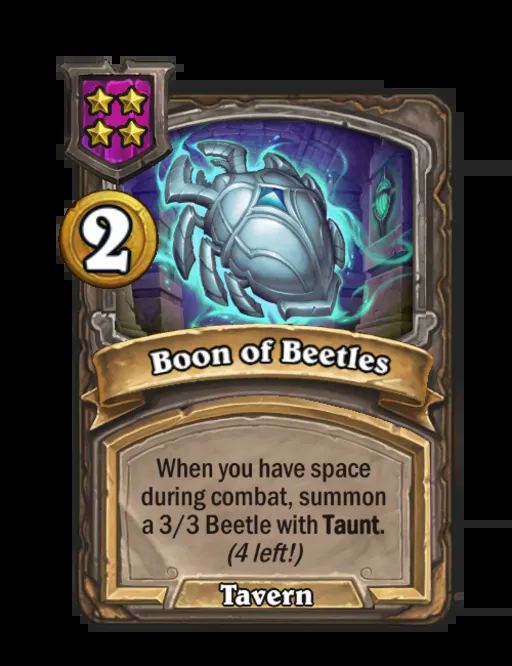 2
Boon of Beetles
When you have space
during combat, summon
a 3/3 Beetle with Taunt.
(4 left!)
Tavern